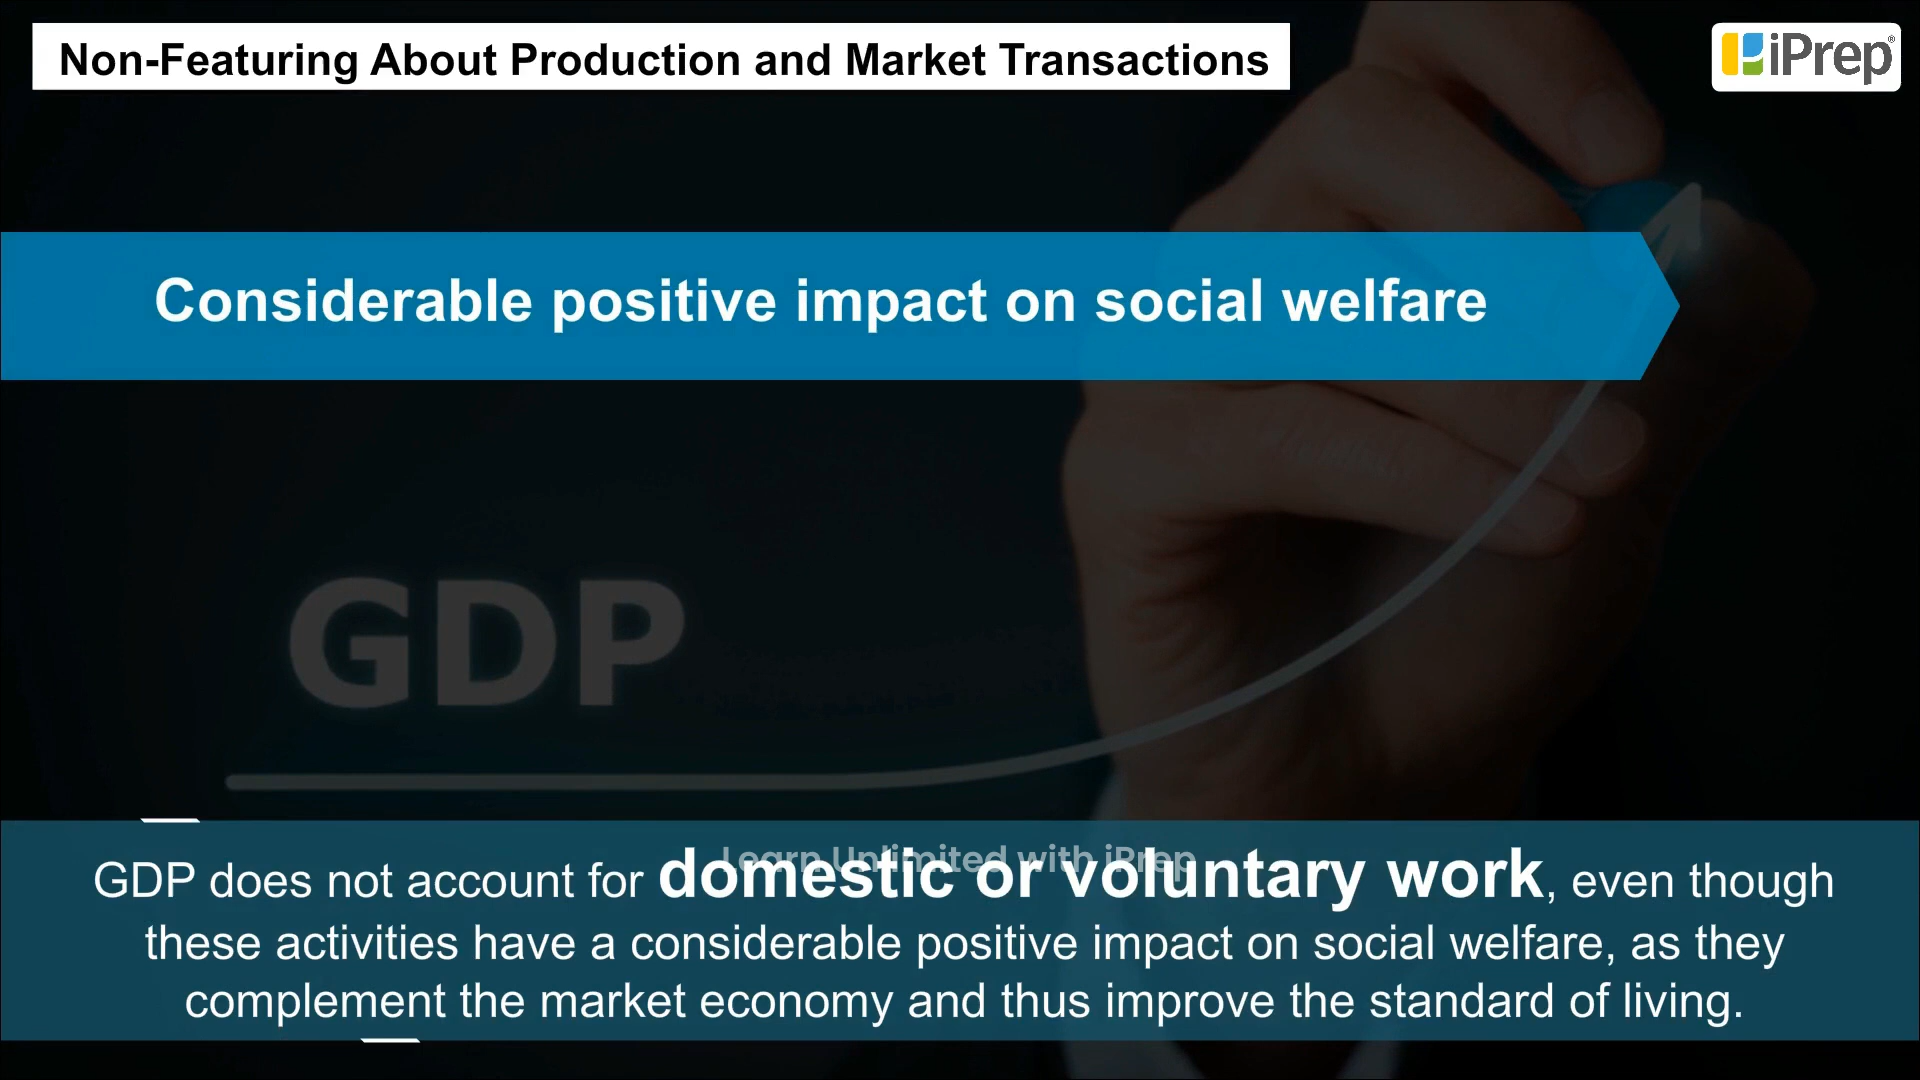 Non-Featuring About Production and Market Transactions
iPrep®
Considerable positive impact on social welfare
GDP
Learn Unlimited with iPrep
GDP does not account for domestic or voluntary work, even though
these activities have a considerable positive impact on social welfare, as they
complement the market economy and thus improve the standard of living.